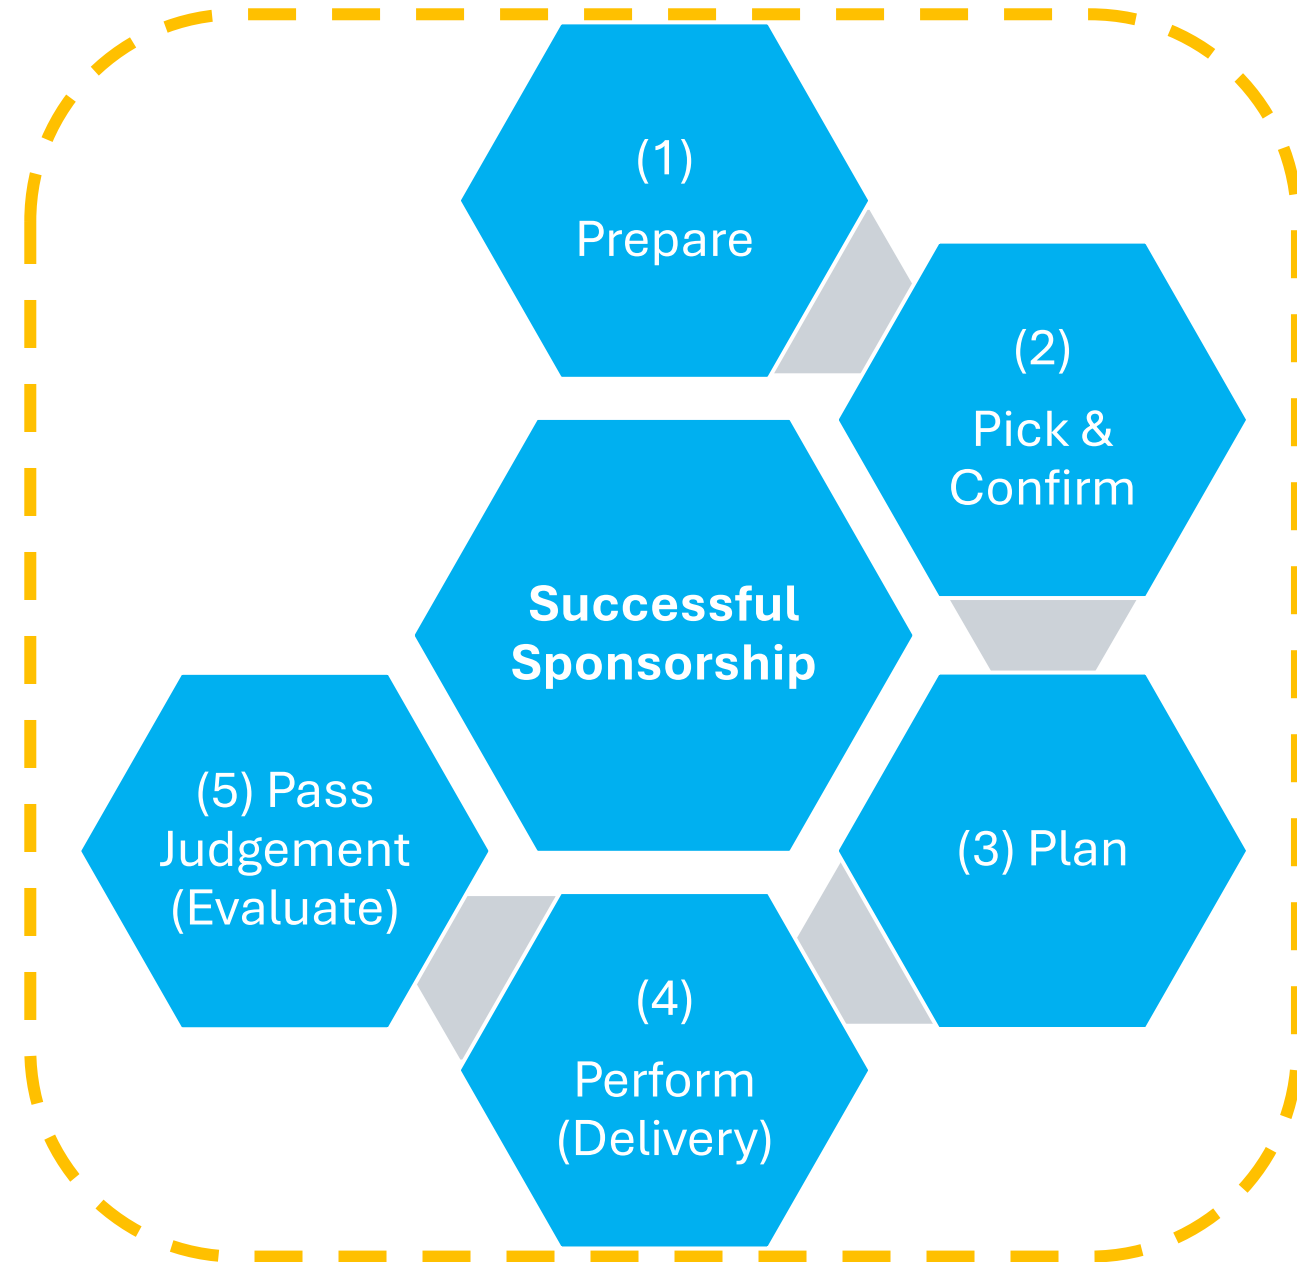 (1)
Prepare
(2)
Pick &
Confirm
Successful
Sponsorship
(3) Plan
(4)
Perform
(Delivery)
(5) Pass
Judgement
(Evaluate)